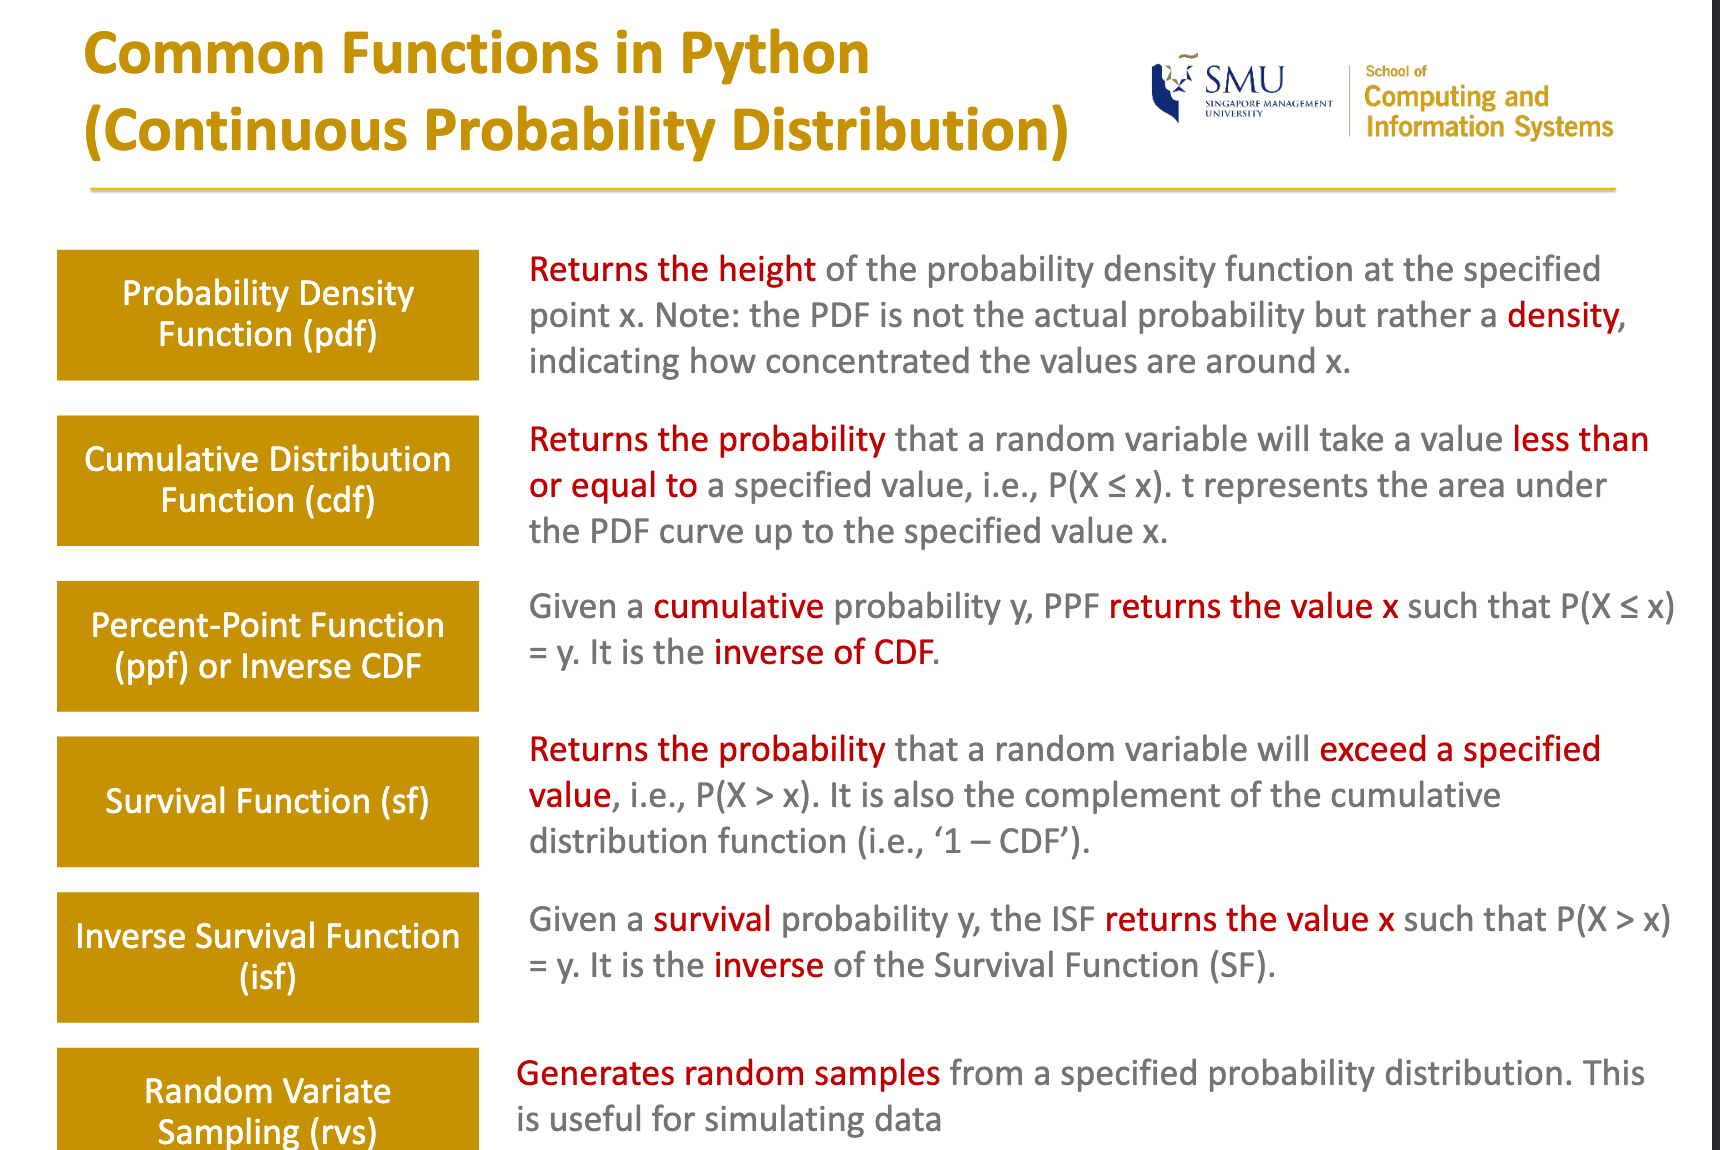 Common Functions in Python
(Continuous Probability Distribution)
SMU
SINGAPORE MANAGEMENT
UNIVERSITY
School of
Computing and
Information Systems
Probability Density
Function (pdf)
Returns the height of the probability density function at the specified
point x. Note: the PDF is not the actual probability but rather a density,
indicating how concentrated the values are around x.
Cumulative Distribution
Function (cdf)
Returns the probability that a random variable will take a value less than
or equal to a specified value, i.e., P(X ≤ x). t represents the area under
the PDF curve up to the specified value x.
Percent-Point Function
(ppf) or Inverse CDF
Given a cumulative probability y, PPF returns the value x such that P(X ≤ x)
= y. It is the inverse of CDF.
Survival Function (sf)
Returns the probability that a random variable will exceed a specified
value, i.e., P(X > x). It is also the complement of the cumulative
distribution function (i.e., ‘1 – CDF’).
Inverse Survival Function
(isf)
Given a survival probability y, the ISF returns the value x such that P(X > x)
= y. It is the inverse of the Survival Function (SF).
Random Variate
Sampling (rvs)
Generates random samples from a specified probability distribution. This
is useful for simulating data